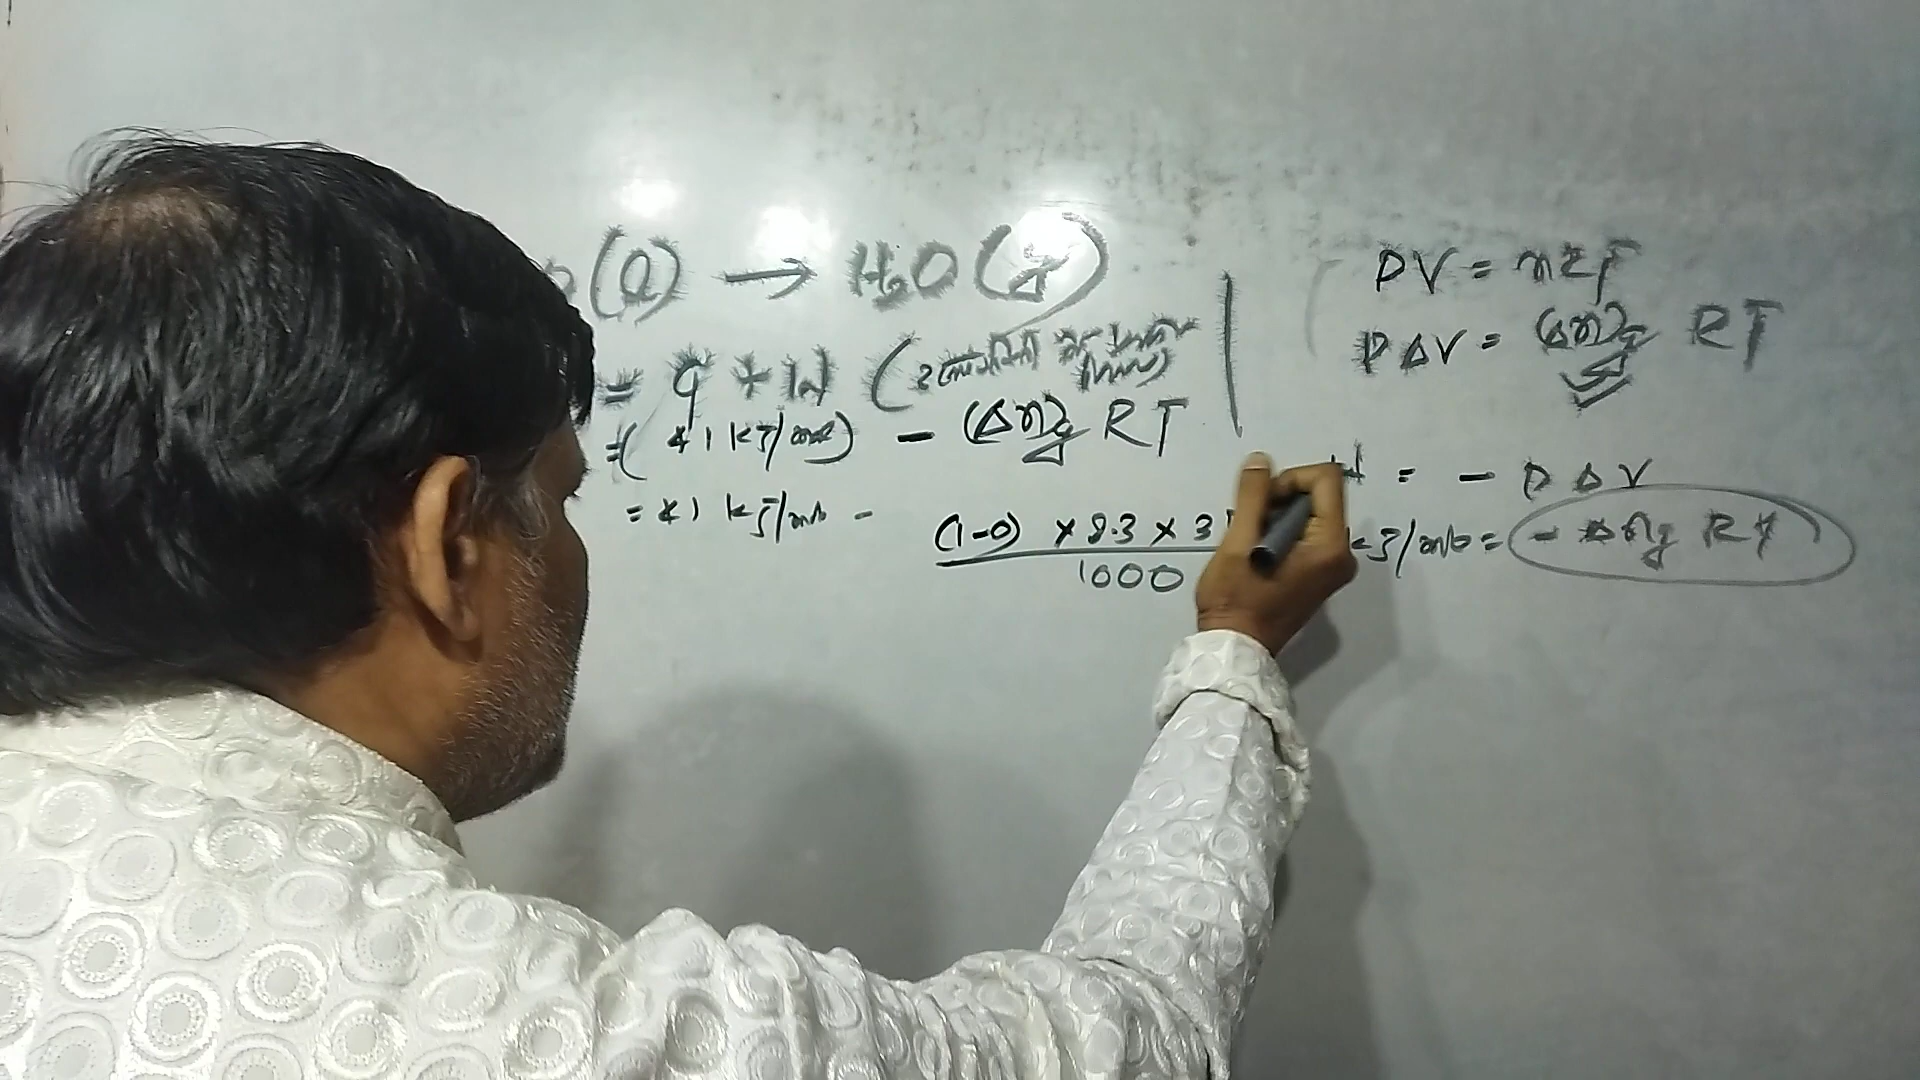 (l) → H₂O (g)
= q + W (
= ( 41 kJ/mol) - (Δn)g RT
= 41 kJ/mol - (1-0) × 8.3 × 3
1000
kJ/mol
PV = nRT
PΔV = (Δn)g RT
W = - PΔV
= - Δng RT